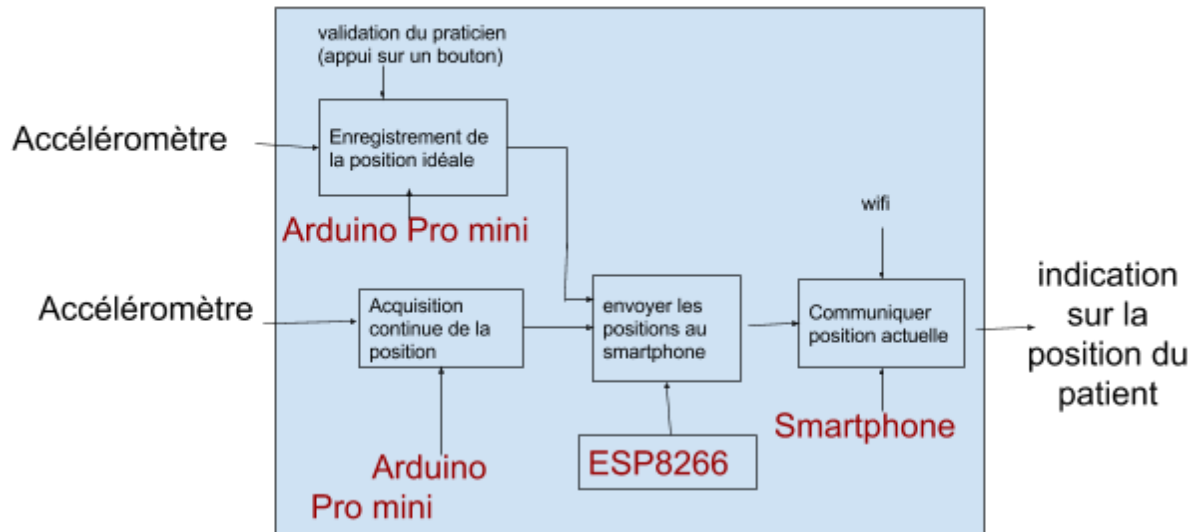 validation du praticien
(appui sur un bouton)
Accéléromètre
Enregistrement de
la position idéale
Arduino Pro mini
wifi
Accéléromètre
Acquisition
continue de la
position
envoyer les
positions au
smartphone
Communiquer
position actuelle
indication
sur la
position du
patient
Arduino
Pro mini
ESP8266
Smartphone